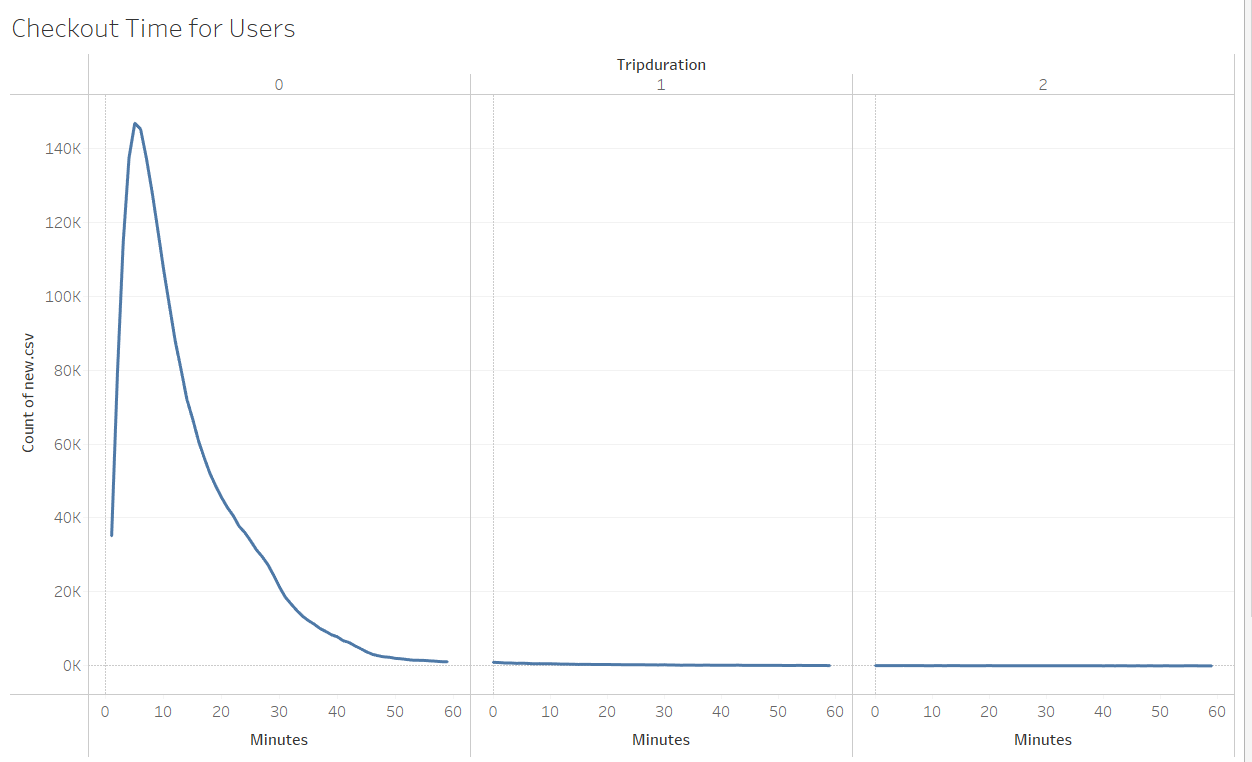 Checkout Time for Users
Tripduration
0 1 2
Count of new.csv
140K
120K
100K
80K
60K
40K
20K
0K
0 10 20 30 40 50 60 0 10 20 30 40 50 60 0 10 20 30 40 50 60
Minutes Minutes Minutes